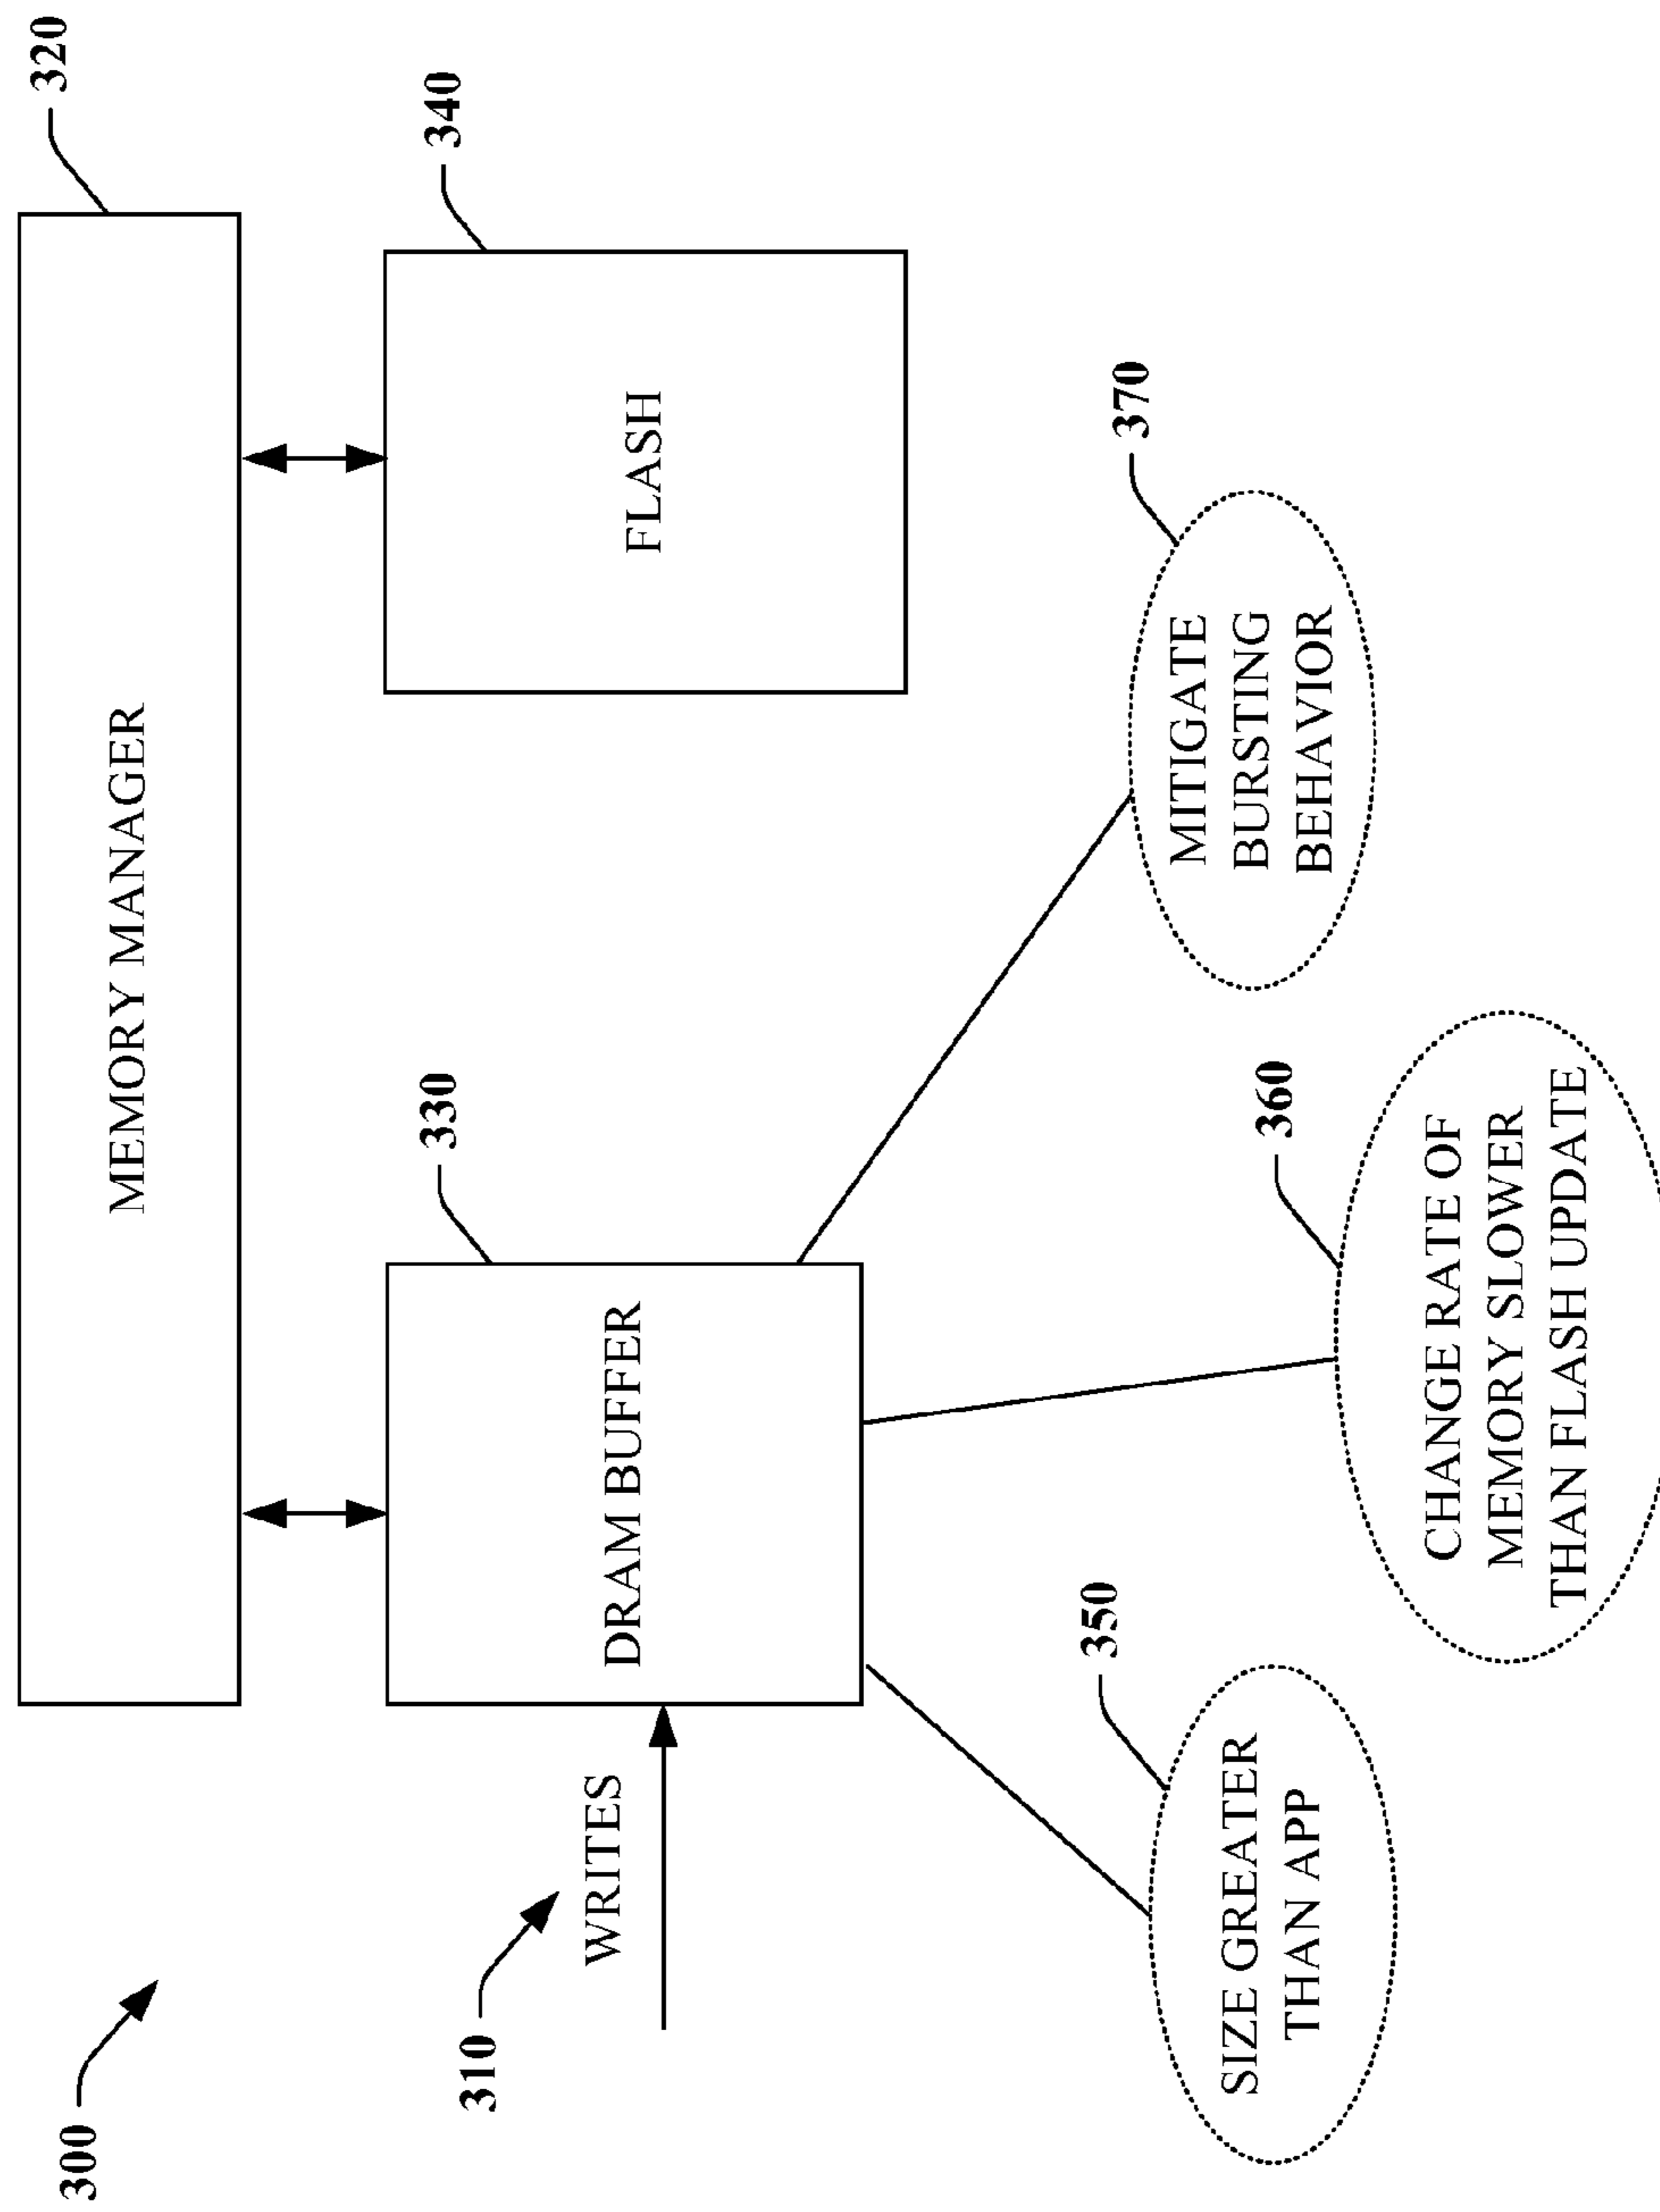 300
320
MEMORY MANAGER
310
WRITES
330
DRAM BUFFER
340
FLASH
350
SIZE GREATER
THAN APP
360
CHANGE RATE OF
MEMORY SLOWER
THAN FLASH UPDATE
370
MITIGATE
BURSTING
BEHAVIOR